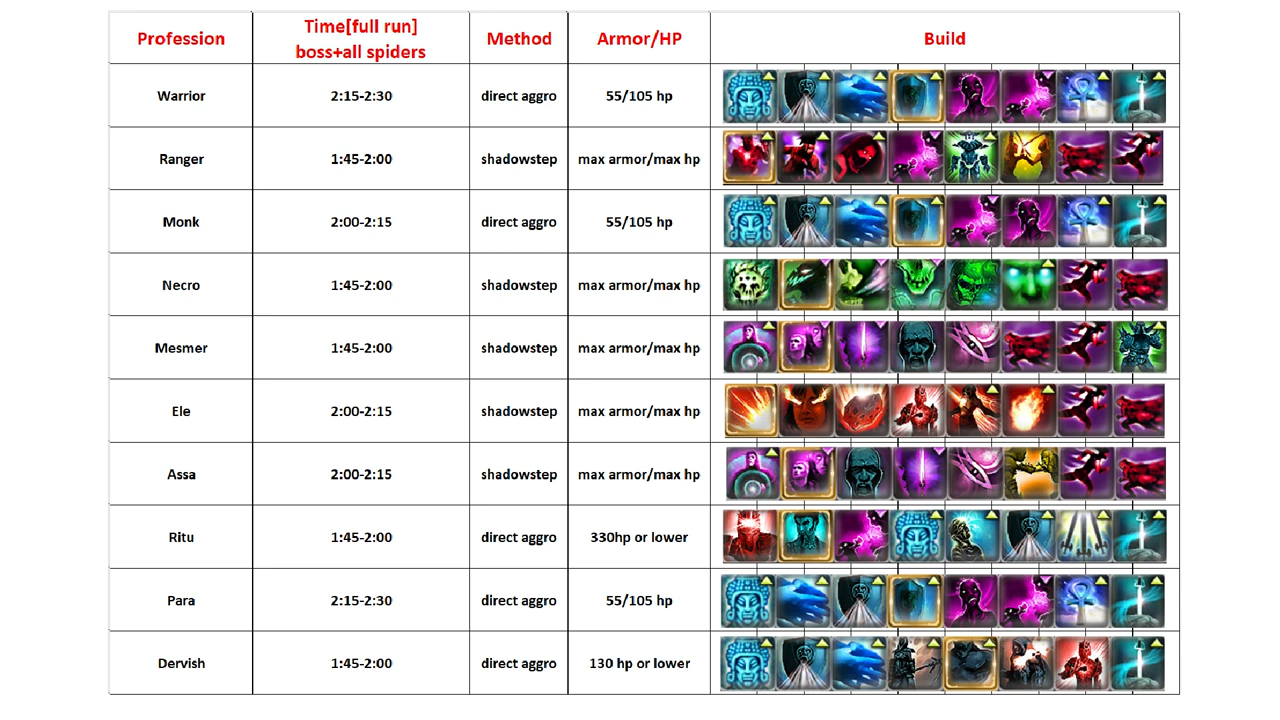 Profession Time[full run] Method Armor/HP Build
boss+all spiders
Warrior 2:15-2:30 direct aggro 55/105 hp
Ranger 1:45-2:00 shadowstep max armor/max hp
Monk 2:00-2:15 direct aggro 55/105 hp
Necro 1:45-2:00 shadowstep max armor/max hp
Mesmer 1:45-2:00 shadowstep max armor/max hp
Ele 2:00-2:15 shadowstep max armor/max hp
Assa 2:00-2:15 shadowstep max armor/max hp
Ritu 1:45-2:00 direct aggro 330hp or lower
Para 2:15-2:30 direct aggro 55/105 hp
Dervish 1:45-2:00 direct aggro 130 hp or lower